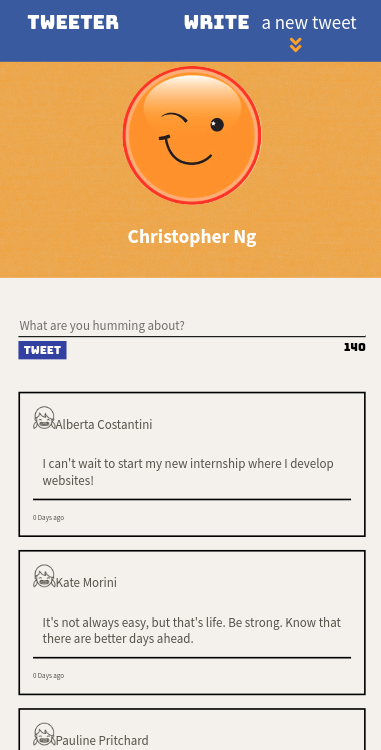 TWEETER
WRITE a new tweet
Christopher Ng
What are you humming about?
TWEET
140
Alberta Costantini
I can't wait to start my new internship where I develop
websites!
0 Days ago
Kate Morini
It's not always easy, but that's life. Be strong. Know that
there are better days ahead.
0 Days ago
Pauline Pritchard